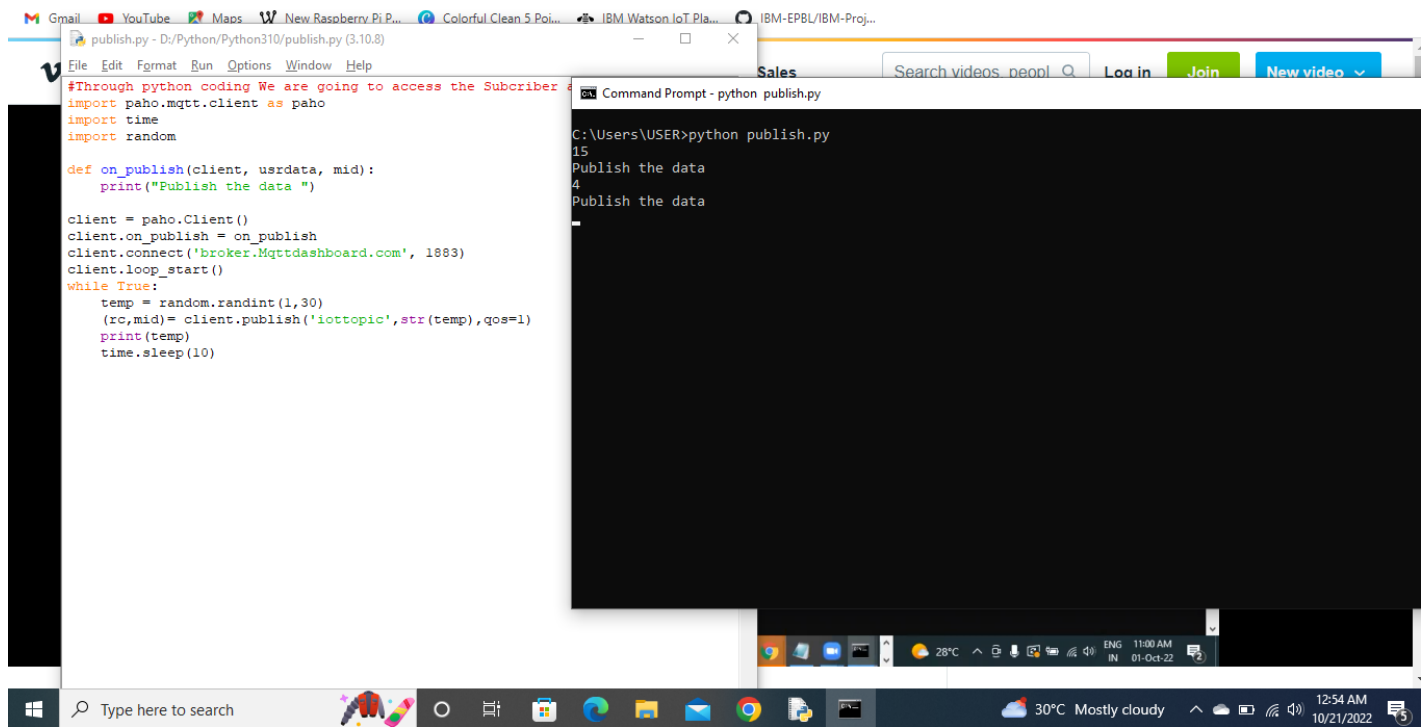 Gmail YouTube Maps New Raspberry Pi P... Colorful Clean 5 Poi... IBM Watson IoT Pla... IBM-EPBL/IBM-Proj...
publish.py - D:/Python/Python310/publish.py (3.10.8)
File Edit Format Run Options Window Help
#Through python coding We are going to access the Subcriber
import paho.mqtt.client as paho
import time
import random
def on_publish(client, usrdata, mid):
    print("Publish the data ")
client = paho.Client()
client.on_publish = on_publish
client.connect('broker.Mqttdashboard.com', 1883)
client.loop_start()
while True:
    temp = random.randint(1,30)
    (rc,mid)= client.publish('iottopic',str(temp),qos=1)
    print(temp)
    time.sleep(10)
Sales Search videos, peopl Log in Join New video
Command Prompt - python publish.py
C:\Users\USER>python publish.py
15
Publish the data
4
Publish the data
28°C ENG 11:00 AM
IN 01-Oct-22 2
Type here to search 30°C Mostly cloudy 12:54 AM
10/21/2022 5